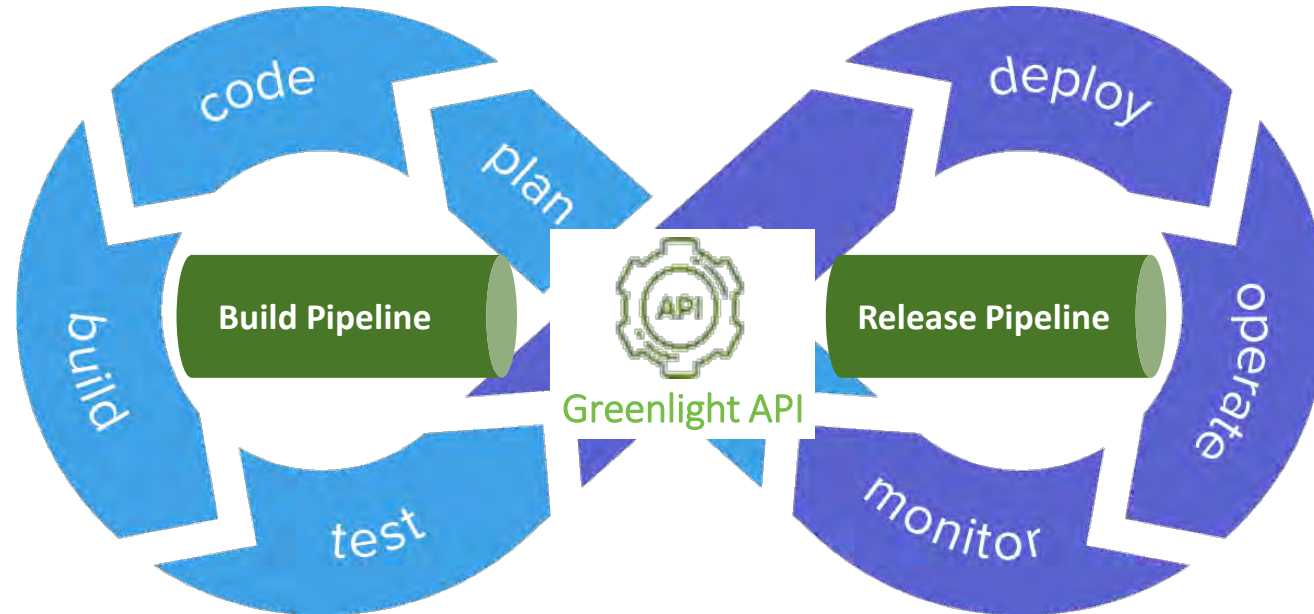 code
plan
build
test
deploy
operate
monitor
Build Pipeline
API
Greenlight API
Release Pipeline